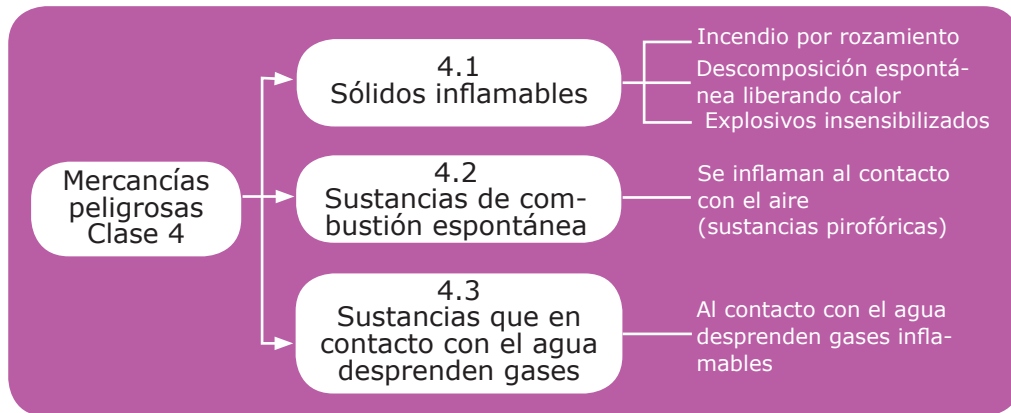 Mercancías
peligrosas
Clase 4
4.1
Sólidos inflamables
Incendio por rozamiento
Descomposición espontá-
nea liberando calor
Explosivos insensibilizados
4.2
Sustancias de com-
bustión espontánea
Se inflaman al contacto
con el aire
(sustancias pirofóricas)
4.3
Sustancias que en
contacto con el agua
desprenden gases
Al contacto con el agua
desprenden gases infla-
mables